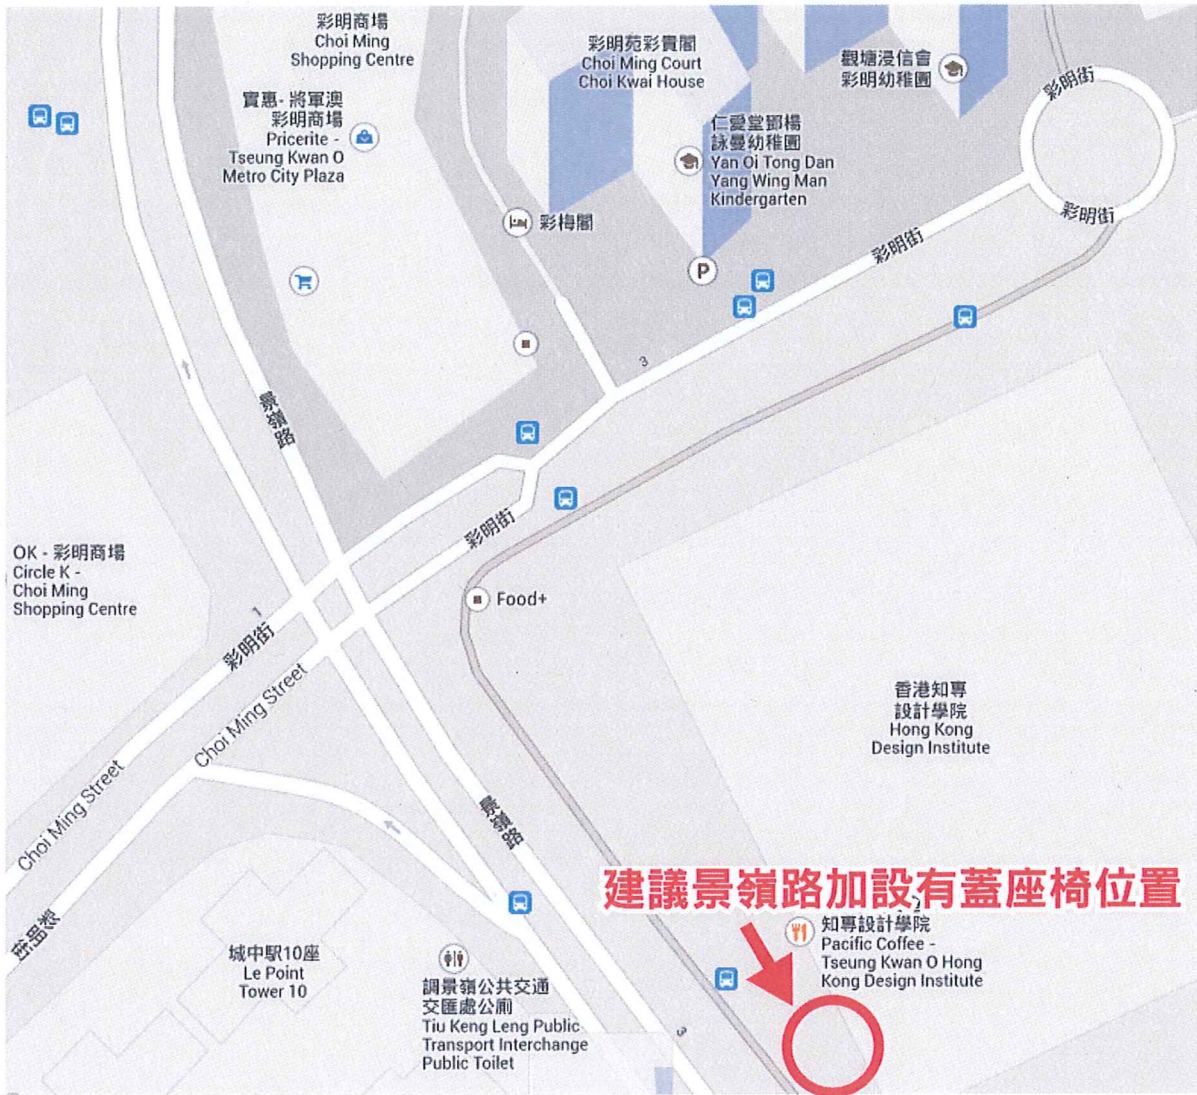 彩明商場
Choi Ming
Shopping Centre
實惠- 將軍澳
彩明商場
Pricerite -
Tseung Kwan O
Metro City Plaza
彩明苑彩貴閣
Choi Ming Court
Choi Kwai House
觀塘浸信會
彩明幼稚園
仁愛堂鄧楊
詠曼幼稚園
Yan Oi Tong Dan
Yang Wing Man
Kindergarten
彩明街
彩明街
彩明街
彩梅閣
P
3
景嶺路
彩明街
OK - 彩明商場
Circle K -
Choi Ming
Shopping Centre
Food+
1
彩明街
Choi Ming Street
Choi Ming Street
香港知專
設計學院
Hong Kong
Design Institute
景嶺路
建議景嶺路加設有蓋座椅位置
知專設計學院
Pacific Coffee -
Tseung Kwan O Hong
Kong Design Institute
城中駅10座
Le Point
Tower 10
調景嶺公共交通
交匯處公廁
Tiu Keng Leng Public
Transport Interchange
Public Toilet
3